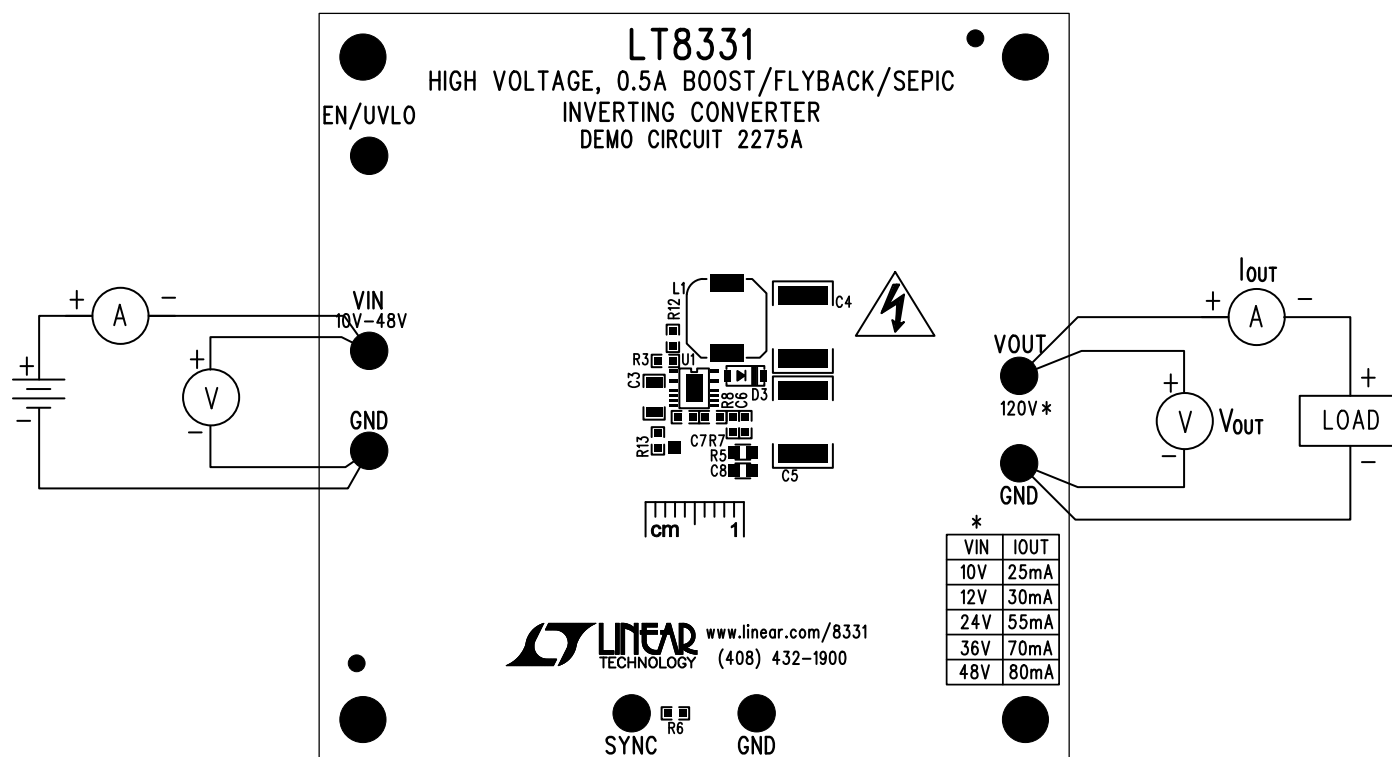 LT8331
HIGH VOLTAGE, 0.5A BOOST/FLYBACK/SEPIC
INVERTING CONVERTER
DEMO CIRCUIT 2275A
EN/UVLO
+ A −
VIN
10V−48V
+
−
+
V
−
GND
L1
R12
C4
R3
U1
C3
D3
R8
C6
R13
C7 R7
R5
C8
C5
cm 1
IOUT
+ A −
VOUT
120V*
+
V
−
VOUT
+
LOAD
−
GND
*
VIN IOUT
10V 25mA
12V 30mA
24V 55mA
36V 70mA
48V 80mA
LINEAR
TECHNOLOGY
www.linear.com/8331
(408) 432−1900
SYNC
R6
GND